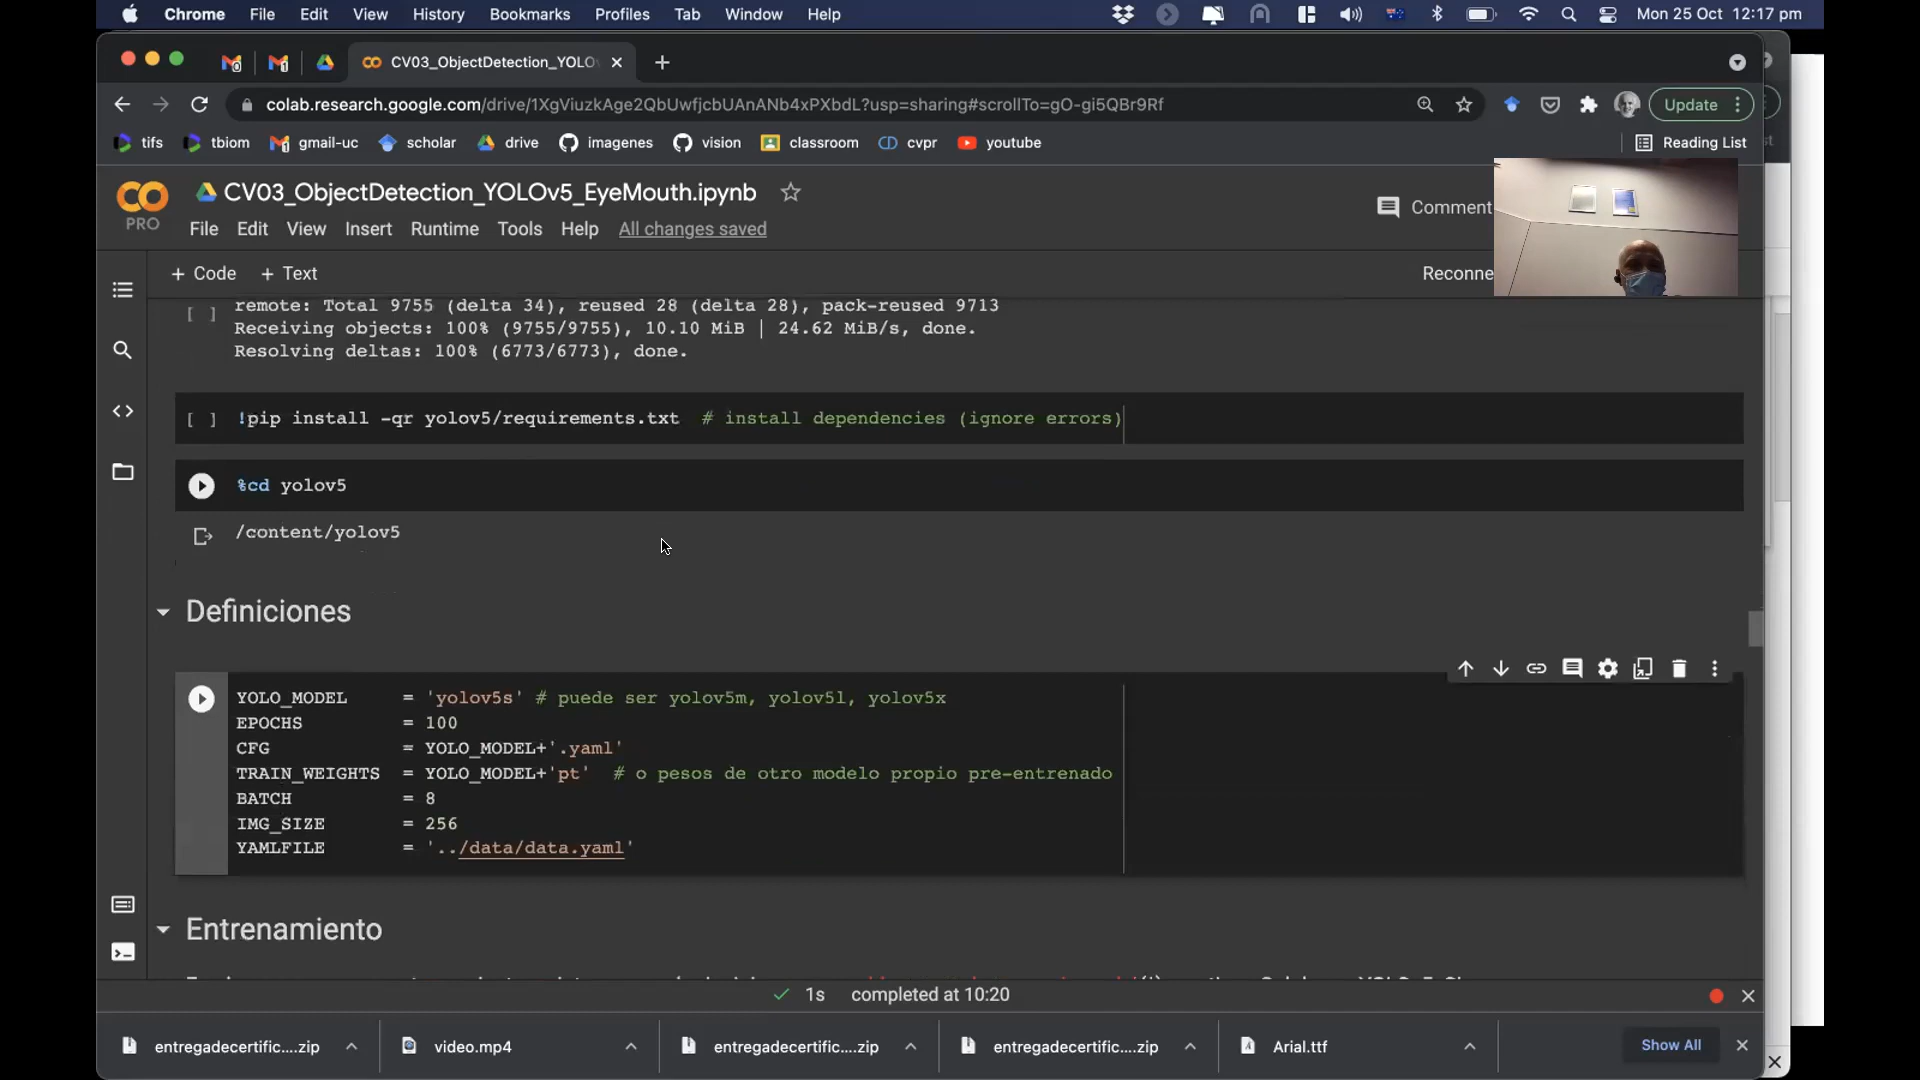 Chrome File Edit View History Bookmarks Profiles Tab Window Help Mon 25 Oct 12:17 pm
CV03_ObjectDetection_YOLO
colab.research.google.com/drive/1XgViuzkAge2QbUwfjcbUAnANb4xPXbdL?usp=sharing#scrollTo=gO-gi5QBr9Rf Update
tifs tbiom gmail-uc scholar drive imagenes vision classroom cvpr youtube Reading List
CO PRO
CV03_ObjectDetection_YOLOv5_EyeMouth.ipynb
Comment
File Edit View Insert Runtime Tools Help All changes saved
+ Code + Text Reconne
remote: Total 9755 (delta 34), reused 28 (delta 28), pack-reused 9713
[ ] Receiving objects: 100% (9755/9755), 10.10 MiB | 24.62 MiB/s, done.
Resolving deltas: 100% (6773/6773), done.
[ ] !pip install -qr yolov5/requirements.txt # install dependencies (ignore errors)
%cd yolov5
/content/yolov5
Definiciones
YOLO_MODEL = 'yolov5s' # puede ser yolov5m, yolov5l, yolov5x
EPOCHS = 100
CFG = YOLO_MODEL+'.yaml'
TRAIN_WEIGHTS = YOLO_MODEL+'pt' # o pesos de otro modelo propio pre-entrenado
BATCH = 8
IMG_SIZE = 256
YAMLFILE = '../data/data.yaml'
Entrenamiento
1s completed at 10:20
entregadecertific....zip video.mp4 entregadecertific....zip entregadecertific....zip Arial.ttf Show All